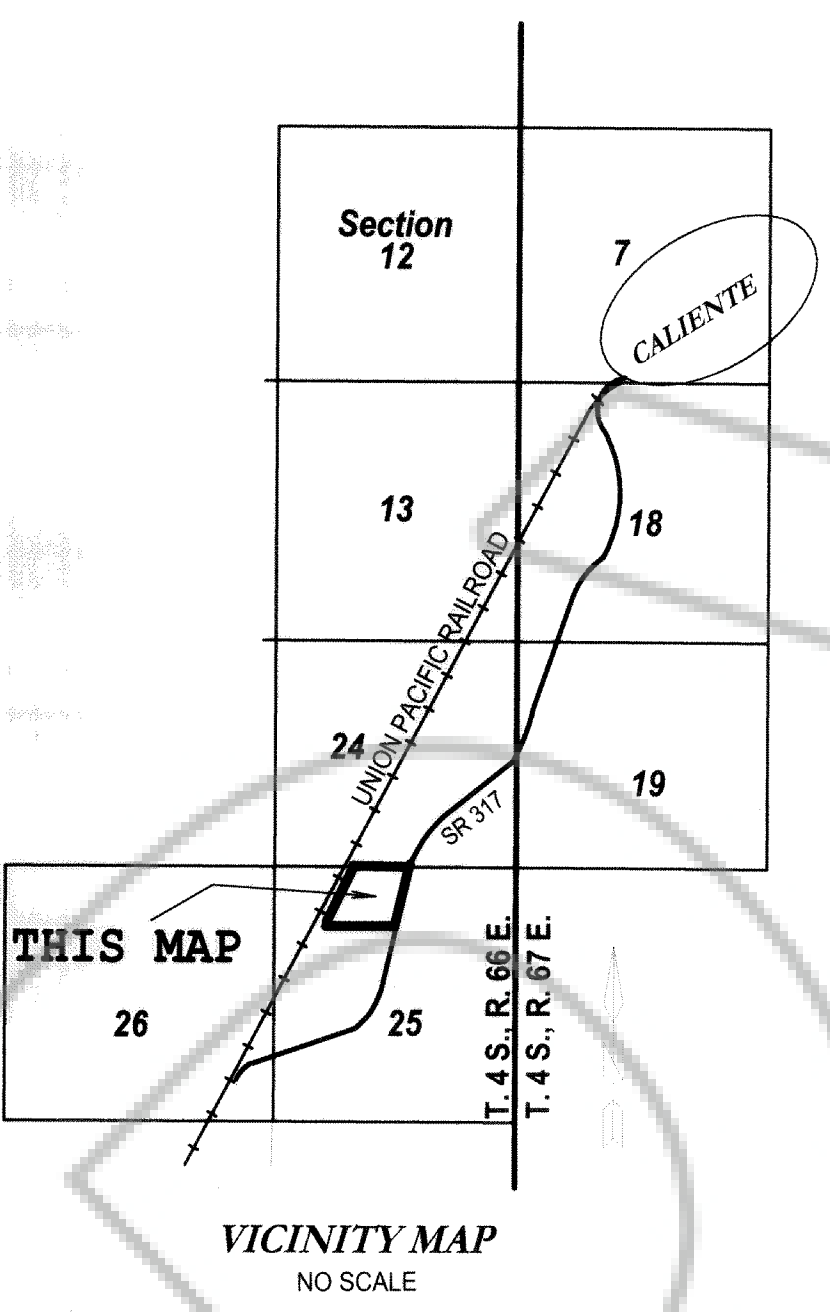 Section
12
7
CALIENTE
13
18
UNION PACIFIC RAILROAD
24
19
SR 317
THIS MAP
T. 4 S., R. 66 E.
T. 4 S., R. 67 E.
26
25
VICINITY MAP
NO SCALE